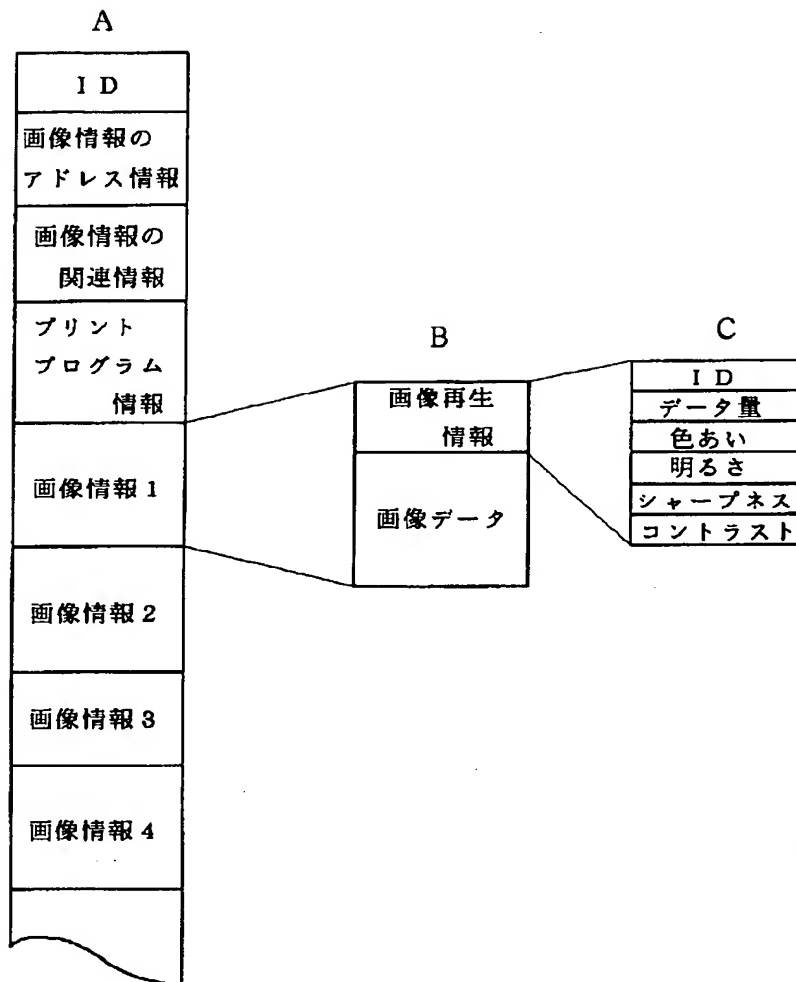 A
ID
画像情報の
アドレス情報
画像情報の
関連情報
プリント
プログラム
情報
画像情報1
画像情報2
画像情報3
画像情報4
B
画像再生
情報
画像データ
C
ID
データ量
色あい
明るさ
シャープネス
コントラスト